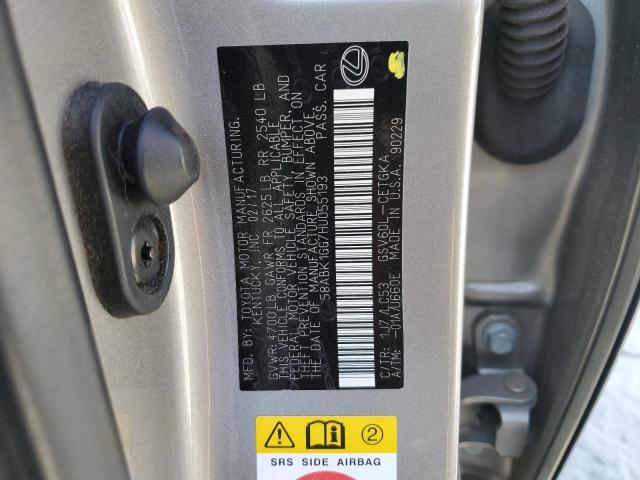 MFD. BY: TOYOTA MOTOR MANUFACTURING,
KENTUCKY, INC. 02/17
GVWR: 4700 LB GAWR FR 2625 LB RR 2540 LB
THIS VEHICLE CONFORMS TO ALL APPLICABLE
FEDERAL MOTOR VEHICLE SAFETY, BUMPER, AND
THEFT PREVENTION STANDARDS IN EFFECT ON
THE DATE OF MANUFACTURE SHOWN ABOVE.
58ABK1GG7HU055193 PASS. CAR
C/TR: 1J7/LC53 GSV60L-CETGKA
A/TM: -01A/U660E MADE IN U.S.A. 90229
2
SRS SIDE AIRBAG